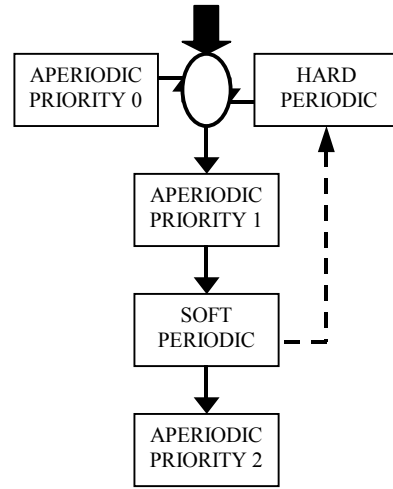 APERIODIC
PRIORITY 0
HARD
PERIODIC
APERIODIC
PRIORITY 1
SOFT
PERIODIC
APERIODIC
PRIORITY 2